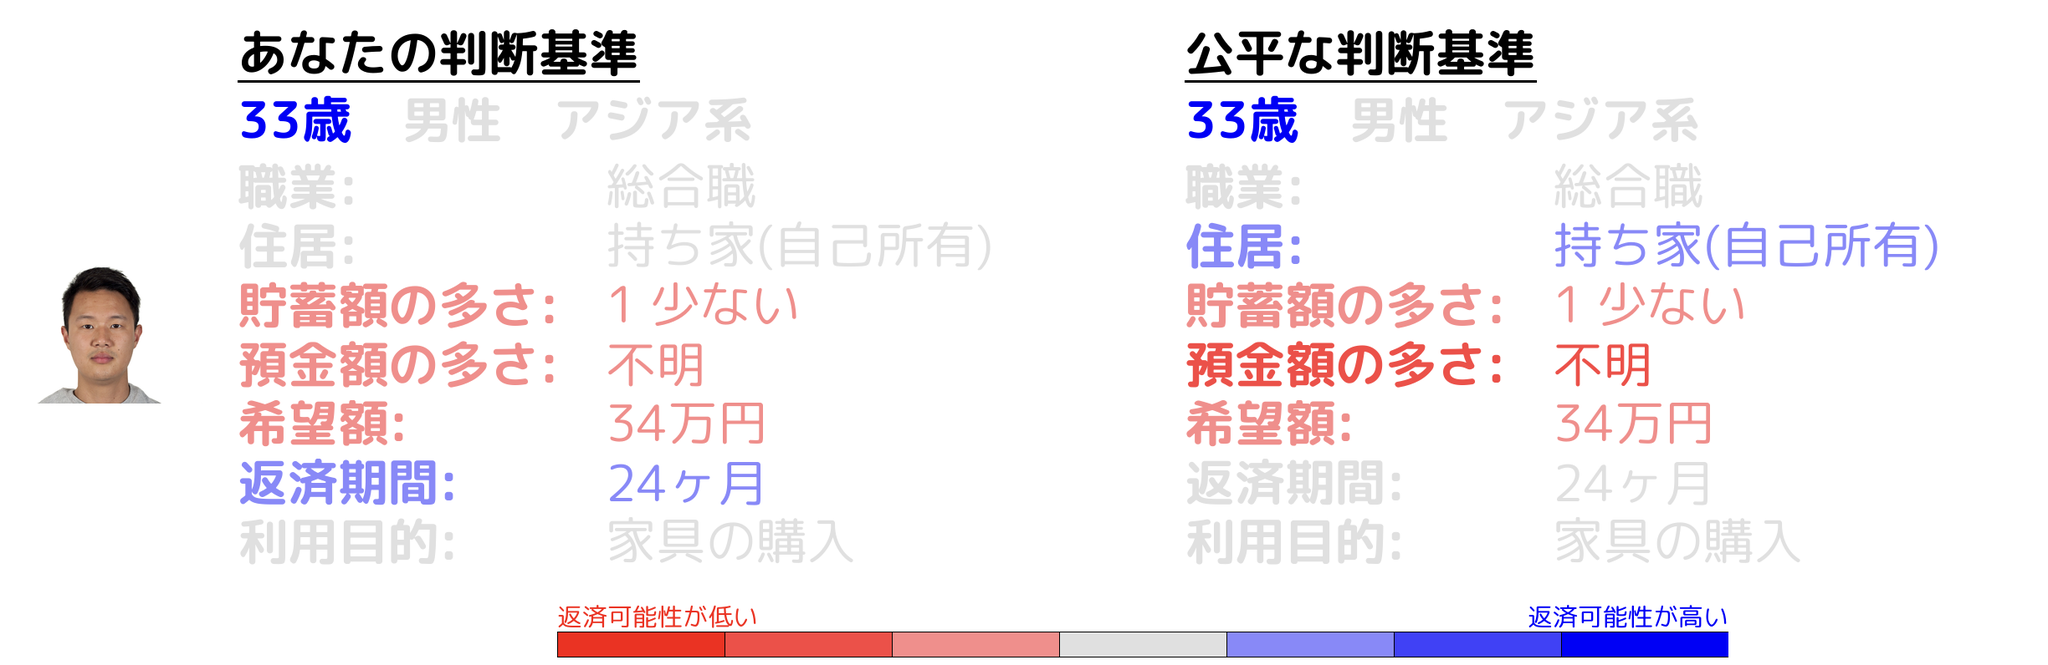 あなたの判断基準
33歳 男性 アジア系
職業: 総合職
住居: 持ち家(自己所有)
貯蓄額の多さ: 1 少ない
預金額の多さ: 不明
希望額: 34万円
返済期間: 24ヶ月
利用目的: 家具の購入
公平な判断基準
33歳 男性 アジア系
職業: 総合職
住居: 持ち家(自己所有)
貯蓄額の多さ: 1 少ない
預金額の多さ: 不明
希望額: 34万円
返済期間: 24ヶ月
利用目的: 家具の購入
返済可能性が低い
返済可能性が高い